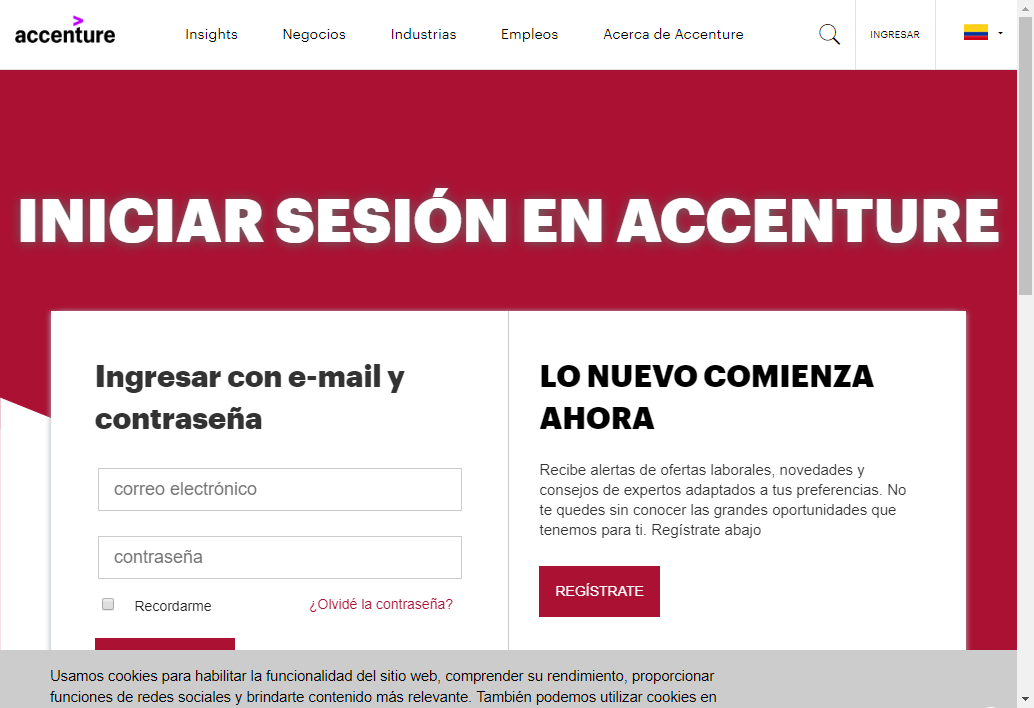 accenture
Insights
Negocios
Industrias
Empleos
Acerca de Accenture
INGRESAR
INICIAR SESIÓN EN ACCENTURE
Ingresar con e-mail y
contraseña
correo electrónico
contraseña
Recordarme
¿Olvidé la contraseña?
LO NUEVO COMIENZA
AHORA
Recibe alertas de ofertas laborales, novedades y
consejos de expertos adaptados a tus preferencias. No
te quedes sin conocer las grandes oportunidades que
tenemos para ti. Regístrate abajo
REGÍSTRATE
Usamos cookies para habilitar la funcionalidad del sitio web, comprender su rendimiento, proporcionar
funciones de redes sociales y brindarte contenido más relevante. También podemos utilizar cookies en